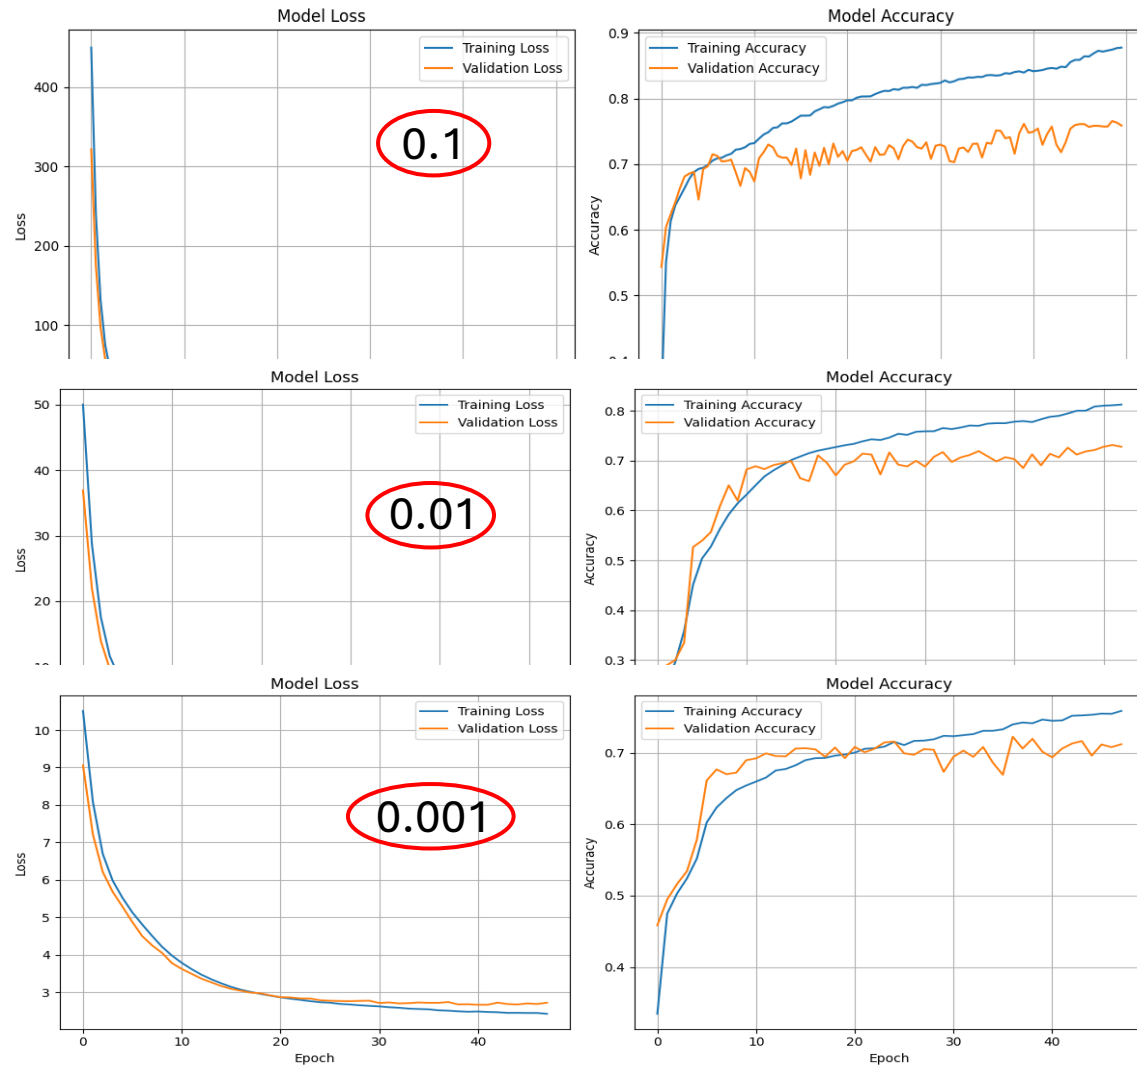 Model Loss
Training Loss
Validation Loss
400
300
200
100
Loss
0.1
Model Accuracy
Training Accuracy
Validation Accuracy
0.9
0.8
0.7
0.6
0.5
Accuracy
Model Loss
Training Loss
Validation Loss
50
40
30
20
10
Loss
0.01
Model Accuracy
Training Accuracy
Validation Accuracy
0.8
0.7
0.6
0.5
0.4
0.3
Accuracy
Model Loss
Training Loss
Validation Loss
10
9
8
7
6
5
4
3
Loss
0.001
0 10 20 30 40
Epoch
Model Accuracy
Training Accuracy
Validation Accuracy
0.7
0.6
0.5
0.4
Accuracy
0 10 20 30 40
Epoch